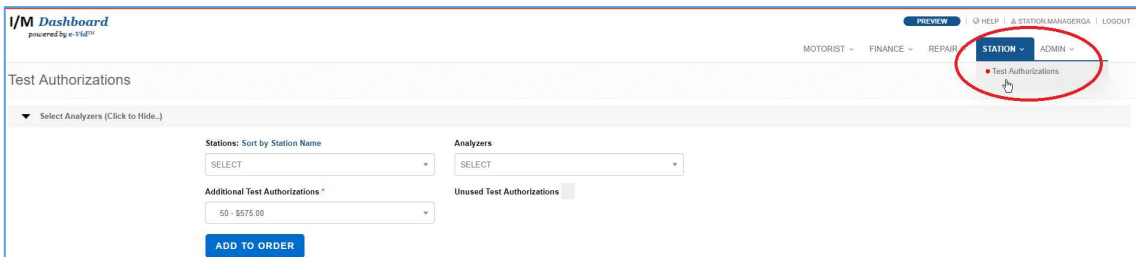 I/M Dashboard
powered by e-Vid™
PREVIEW | HELP | STATION.MANAGERQA | LOGOUT
MOTORIST FINANCE REPAIR STATION ADMIN
Test Authorizations
Test Authorizations
Select Analyzers (Click to Hide..)
Stations: Sort by Station Name Analyzers
SELECT SELECT
Additional Test Authorizations * Unused Test Authorizations
50 - $575.00
ADD TO ORDER